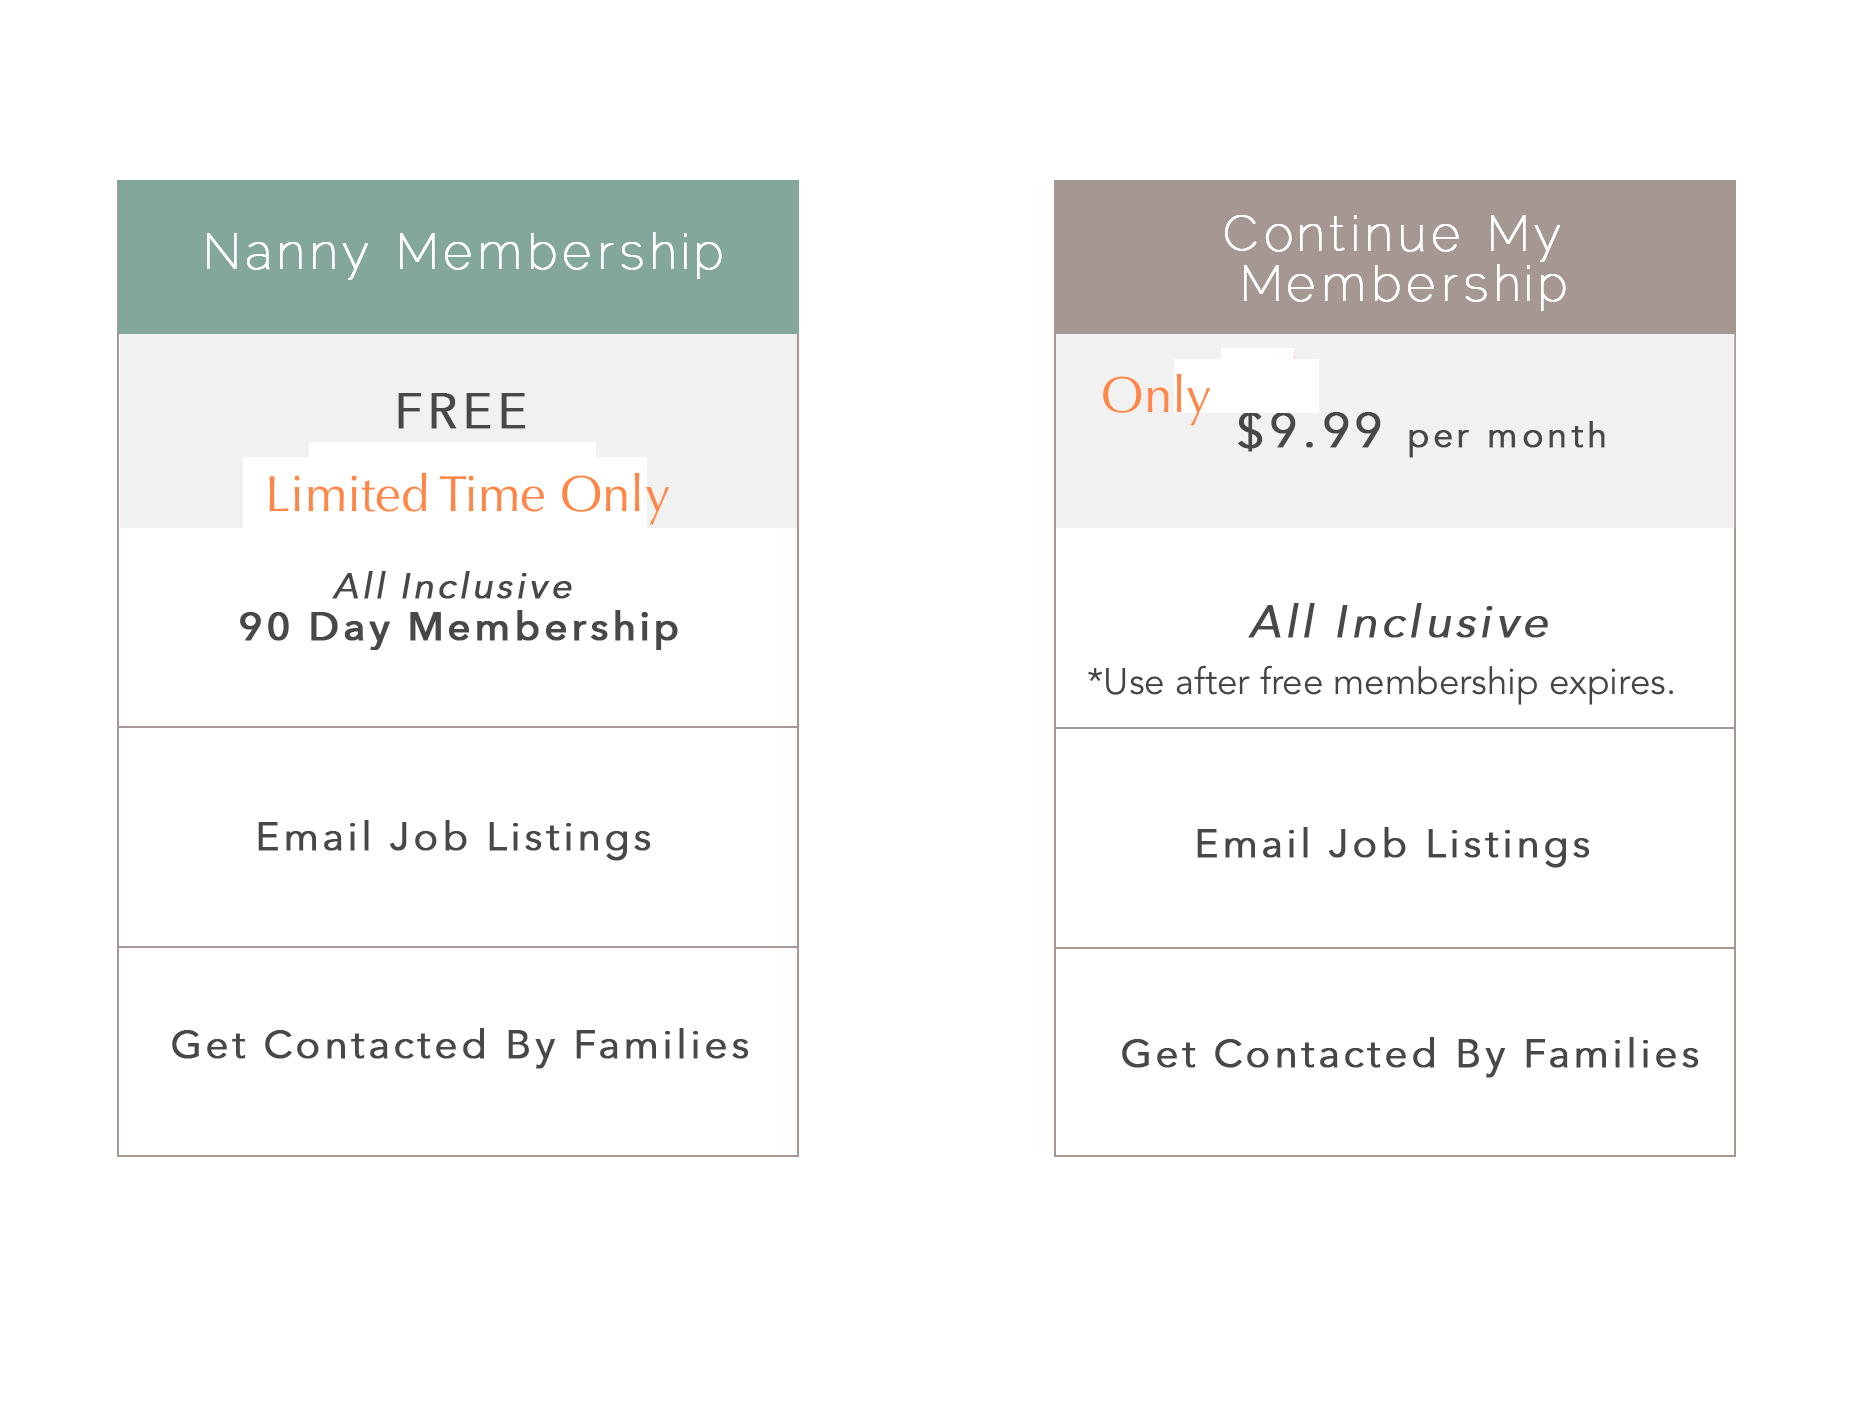 Nanny Membership
FREE
Limited Time Only
All Inclusive
90 Day Membership
Email Job Listings
Get Contacted By Families
Continue My
Membership
Only
$9.99 per month
All Inclusive
*Use after free membership expires.
Email Job Listings
Get Contacted By Families